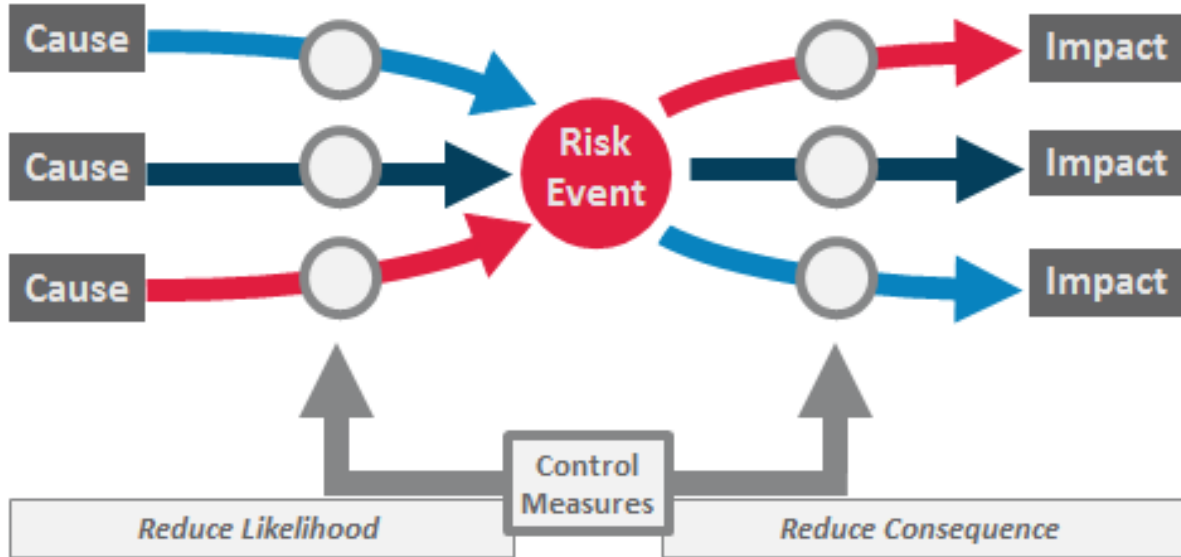 Cause
Impact
Risk
Event
Cause
Impact
Cause
Impact
Control
Measures
Reduce Likelihood
Reduce Consequence